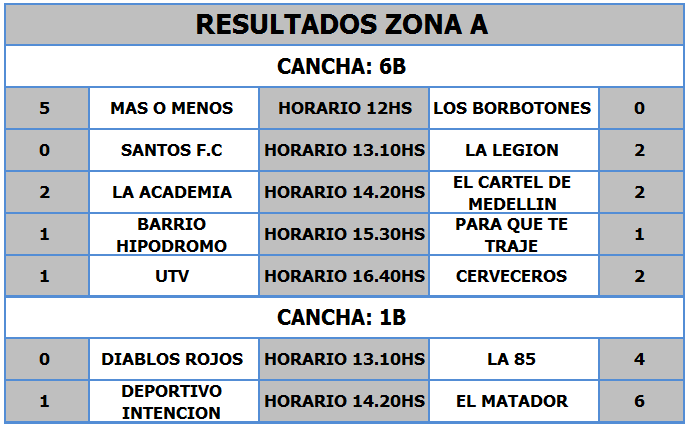 RESULTADOS ZONA A
CANCHA: 6B
5 MAS O MENOS HORARIO 12HS LOS BORBOTONES 0
0 SANTOS F.C HORARIO 13.10HS LA LEGION 2
2 LA ACADEMIA HORARIO 14.20HS EL CARTEL DE
MEDELLIN 2
1 BARRIO
HIPODROMO HORARIO 15.30HS PARA QUE TE
TRAJE 1
1 UTV HORARIO 16.40HS CERVECEROS 2
CANCHA: 1B
0 DIABLOS ROJOS HORARIO 13.10HS LA 85 4
1 DEPORTIVO
INTENCION HORARIO 14.20HS EL MATADOR 6